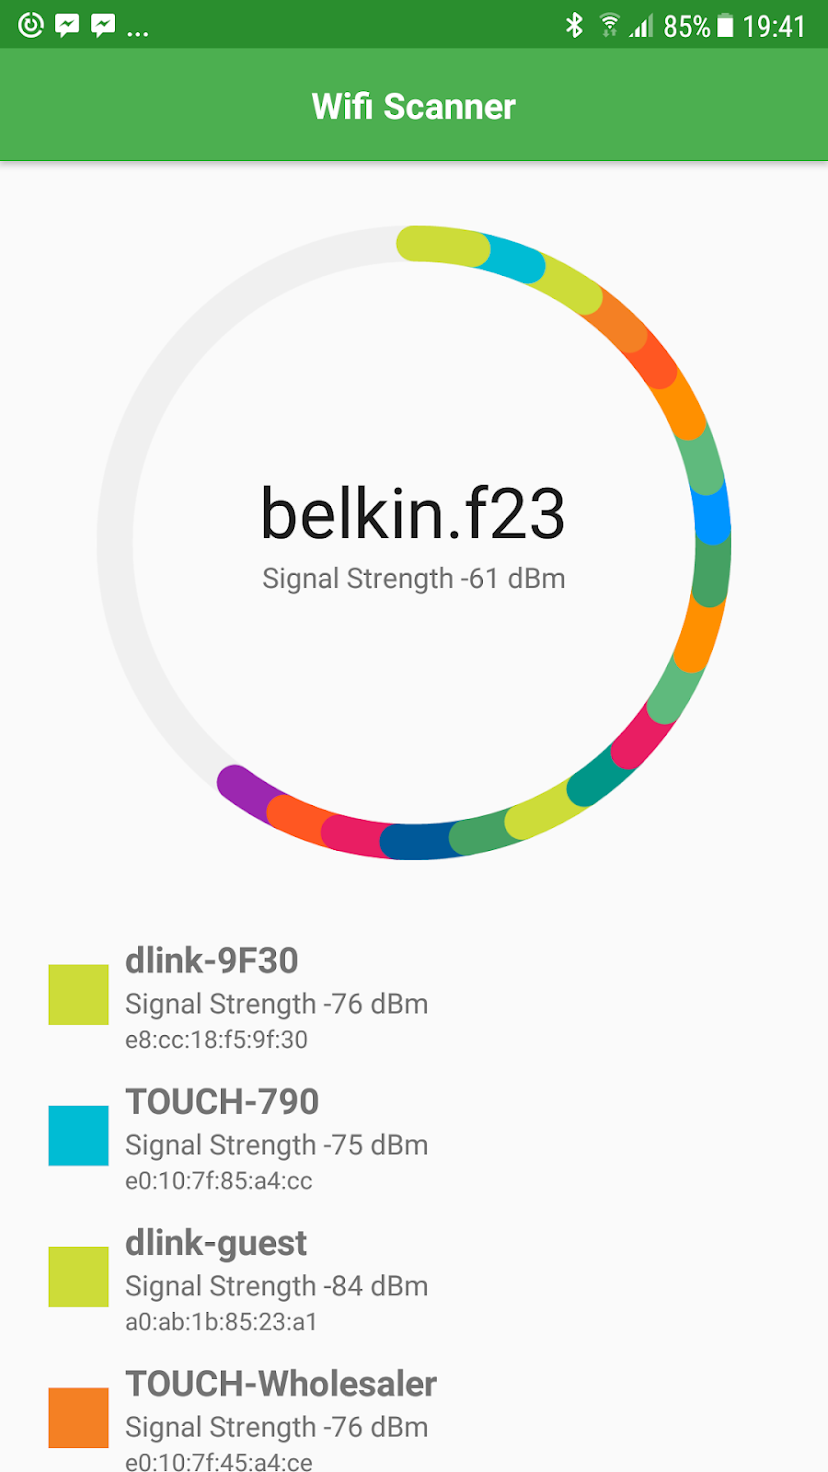 ... 85% 19:41
Wifi Scanner
belkin.f23
Signal Strength -61 dBm
dlink-9F30
Signal Strength -76 dBm
e8:cc:18:f5:9f:30
TOUCH-790
Signal Strength -75 dBm
e0:10:7f:85:a4:cc
dlink-guest
Signal Strength -84 dBm
a0:ab:1b:85:23:a1
TOUCH-Wholesaler
Signal Strength -76 dBm
e0:10:7f:45:a4:ce